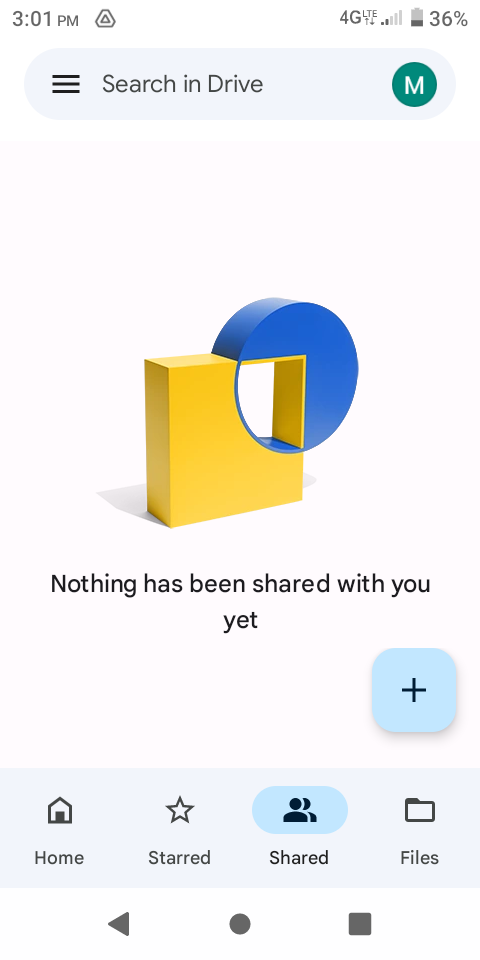 3:01 PM 4G LTE 36%
Search in Drive M
Nothing has been shared with you
yet
Home Starred Shared Files